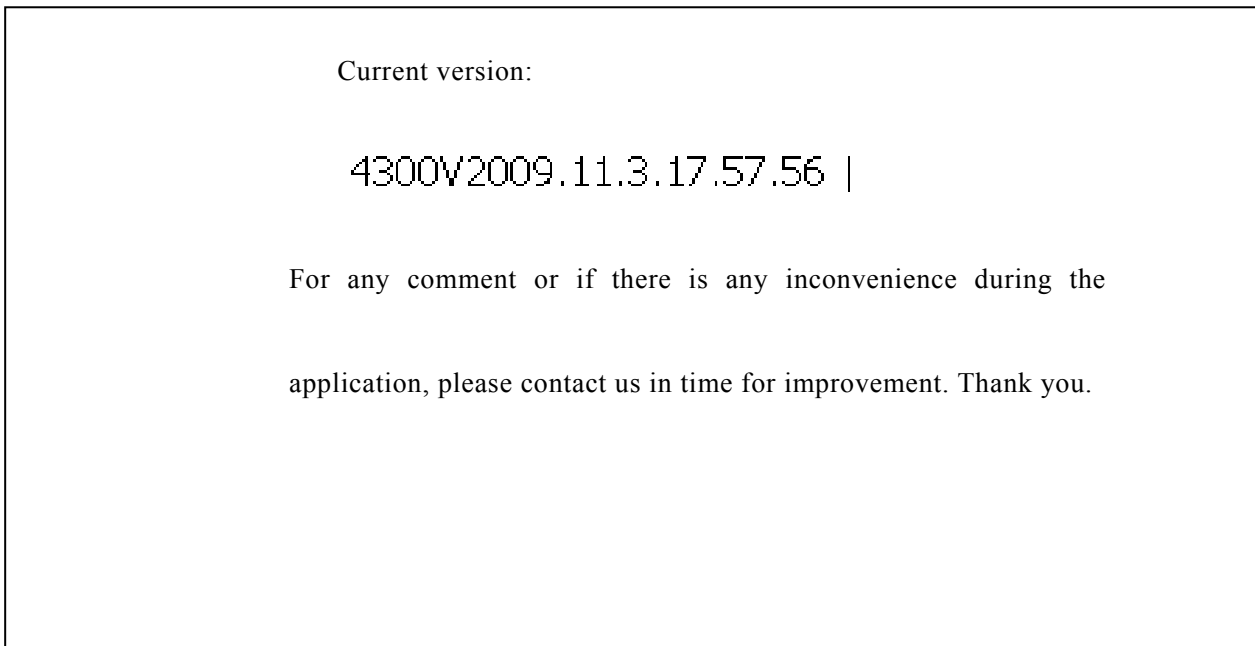 Current version:
4300V2009.11.3.17.57.56 |
For any comment or if there is any inconvenience during the
application, please contact us in time for improvement. Thank you.